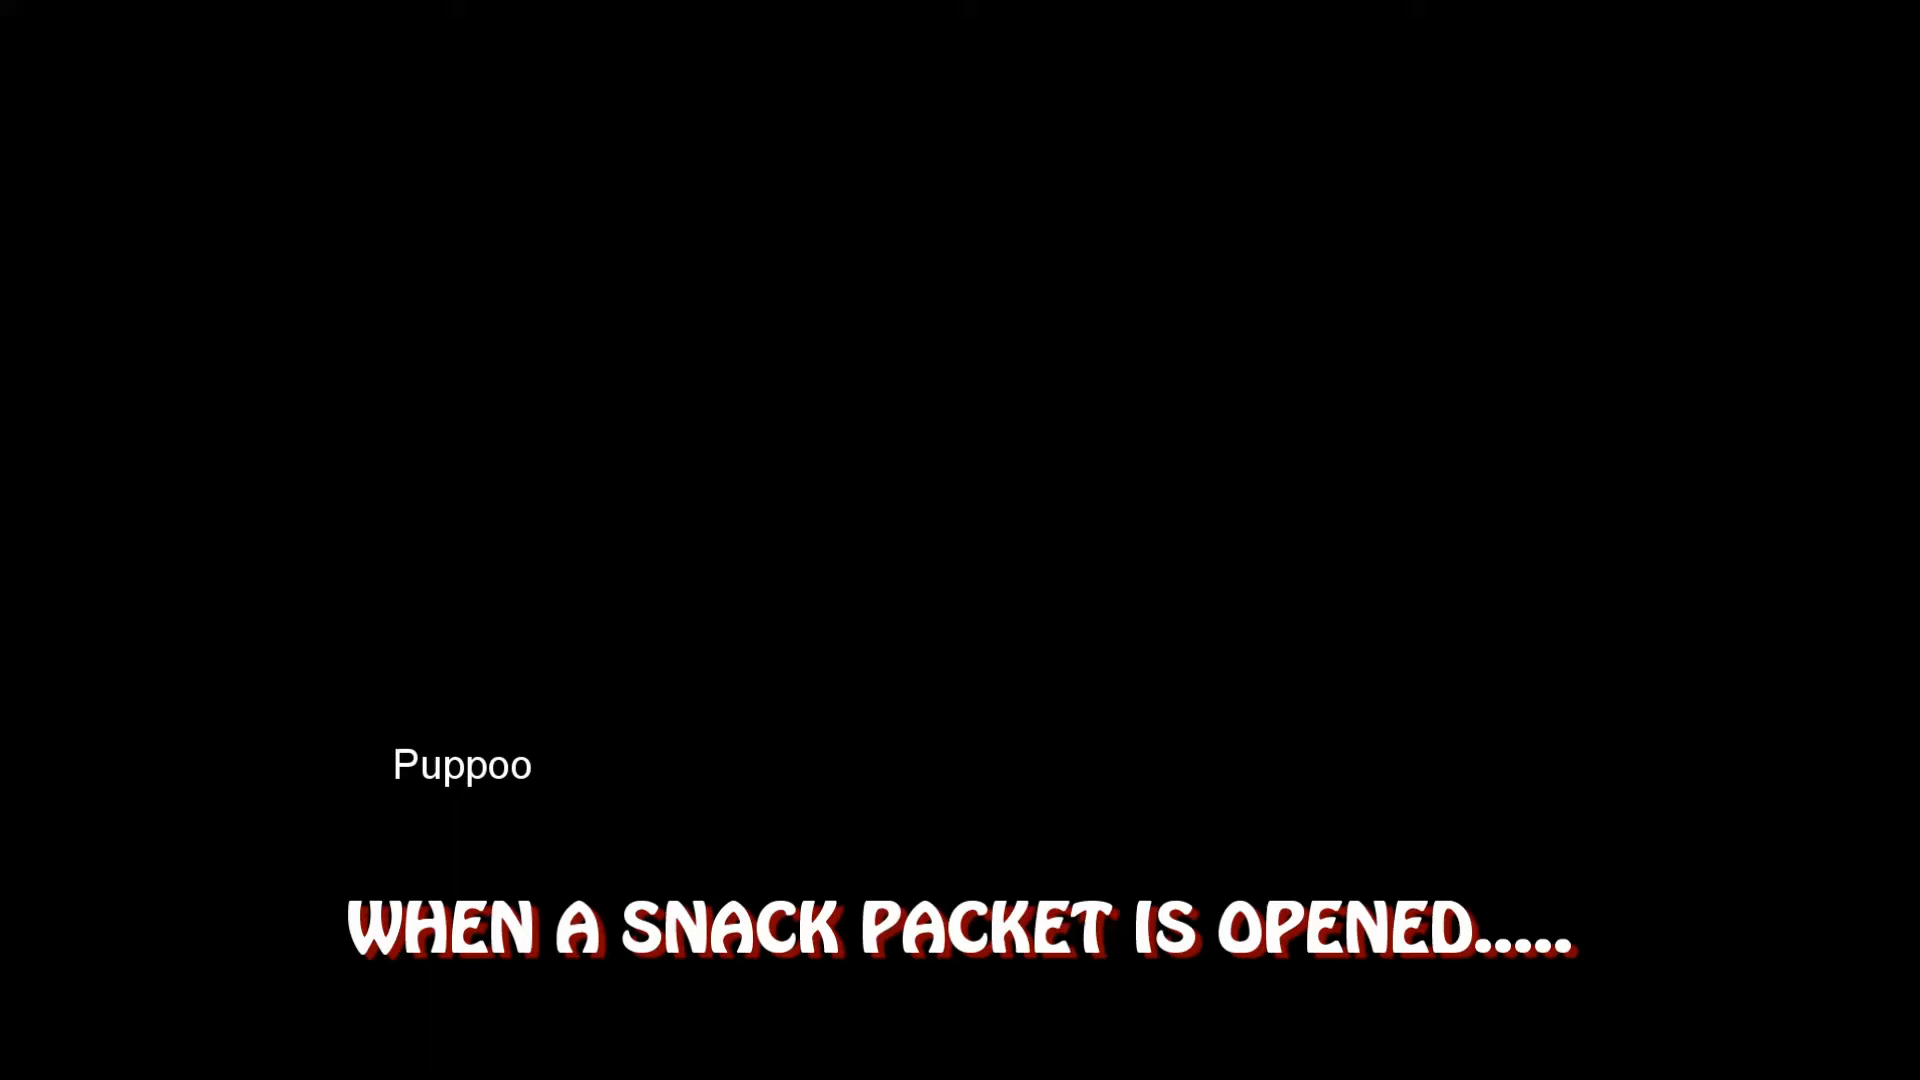 Puppoo
WHEN A SNACK PACKET IS OPENED.....